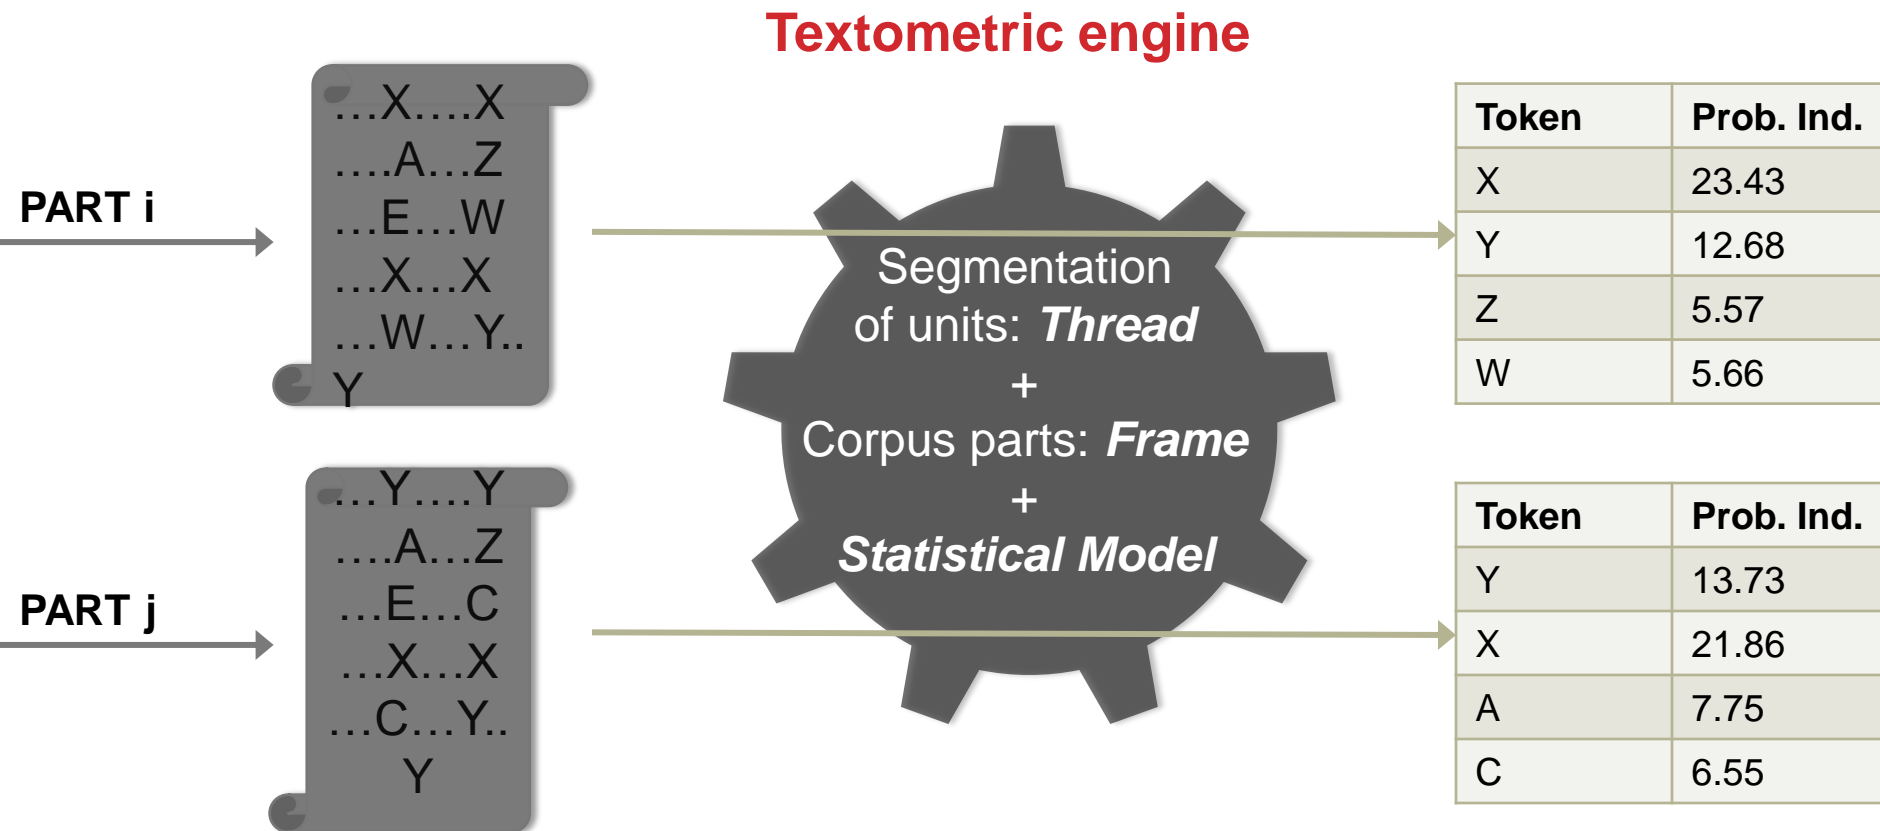 Textometric engine
PART i
…X….X
….A…Z
…E…W
…X…X
…W…Y..
Y
PART j
…Y….Y
….A…Z
…E…C
…X…X
…C…Y..
Y
Segmentation
of units: Thread
+
Corpus parts: Frame
+
Statistical Model
Token Prob. Ind.
X 23.43
Y 12.68
Z 5.57
W 5.66
Token Prob. Ind.
Y 13.73
X 21.86
A 7.75
C 6.55